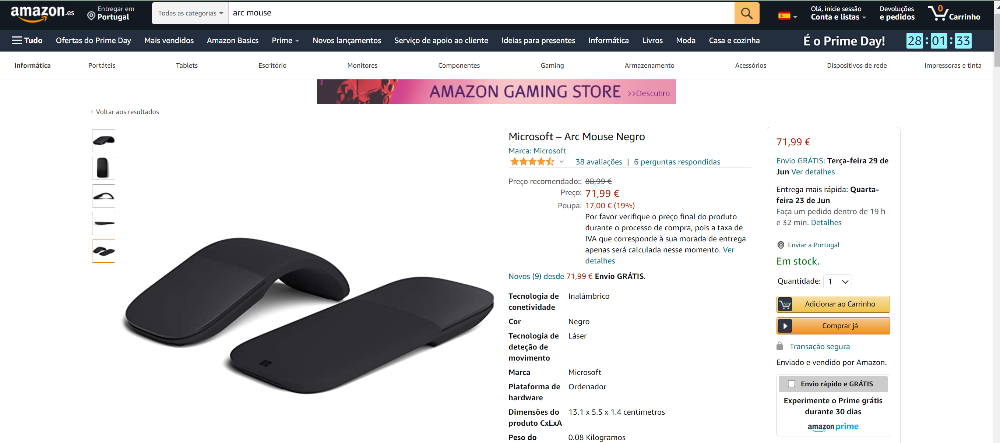 amazon.es
Entregar em
Portugal
Todas as categorias
arc mouse
Olá, inicie sessão
Conta e listas
Devoluções
e pedidos
0
Carrinho
Tudo
Ofertas do Prime Day
Mais vendidos
Amazon Basics
Prime
Novos lançamentos
Serviço de apoio ao cliente
Ideias para presentes
Informática
Livros
Moda
Casa e cozinha
É o Prime Day!
28:01:33
Informática
Portáteis
Tablets
Escritório
Monitores
Componentes
Gaming
Armazenamento
Acessórios
Dispositivos de rede
Impressoras e tinta
AMAZON GAMING STORE >>Descubra
‹ Voltar aos resultados
Microsoft – Arc Mouse Negro
Marca: Microsoft
38 avaliações | 6 perguntas respondidas
Preço recomendado:: 88,99 €
Preço: 71,99 €
Poupa: 17,00 € (19%)
Por favor verifique o preço final do produto
durante o processo de compra, pois a taxa de
IVA que corresponde à sua morada de entrega
apenas será calculada nesse momento. Ver
detalhes
Novos (9) desde 71,99 € Envio GRÁTIS.
Tecnologia de
conetividade
Inalámbrico
Cor
Negro
Tecnologia de
deteção de
movimento
Láser
Marca
Microsoft
Plataforma de
hardware
Ordenador
Dimensões do
produto CxLxA
13.1 x 5.5 x 1.4 centímetros
Peso do
0.08 Kilogramos
71,99 €
Envio GRÁTIS: Terça-feira 29 de
Jun Ver detalhes
Entrega mais rápida: Quarta-
feira 23 de Jun
Faça um pedido dentro de 19 h
e 32 min. Detalhes
Enviar a Portugal
Em stock.
Quantidade: 1
Adicionar ao Carrinho
Comprar já
Transação segura
Enviado e vendido por Amazon.
Envio rápido e GRÁTIS
Experimente o Prime grátis
durante 30 dias
amazon prime